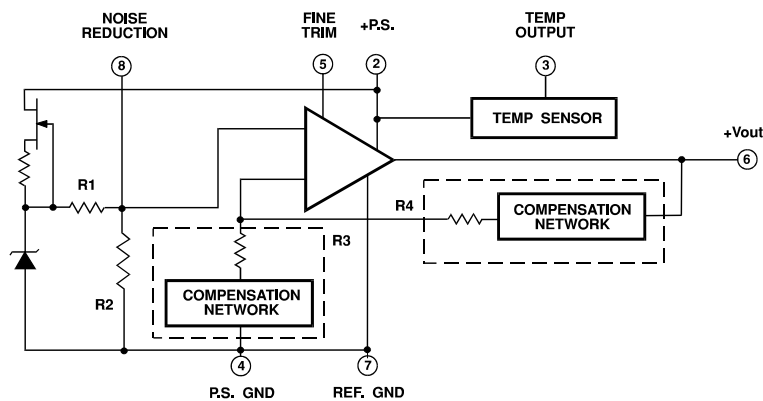 NOISE
REDUCTION
FINE
TRIM
+P.S.
TEMP
OUTPUT
8
5
2
3
TEMP SENSOR
+Vout
6
R1
R4
COMPENSATION
NETWORK
R3
R2
COMPENSATION
NETWORK
4
7
P.S. GND
REF. GND